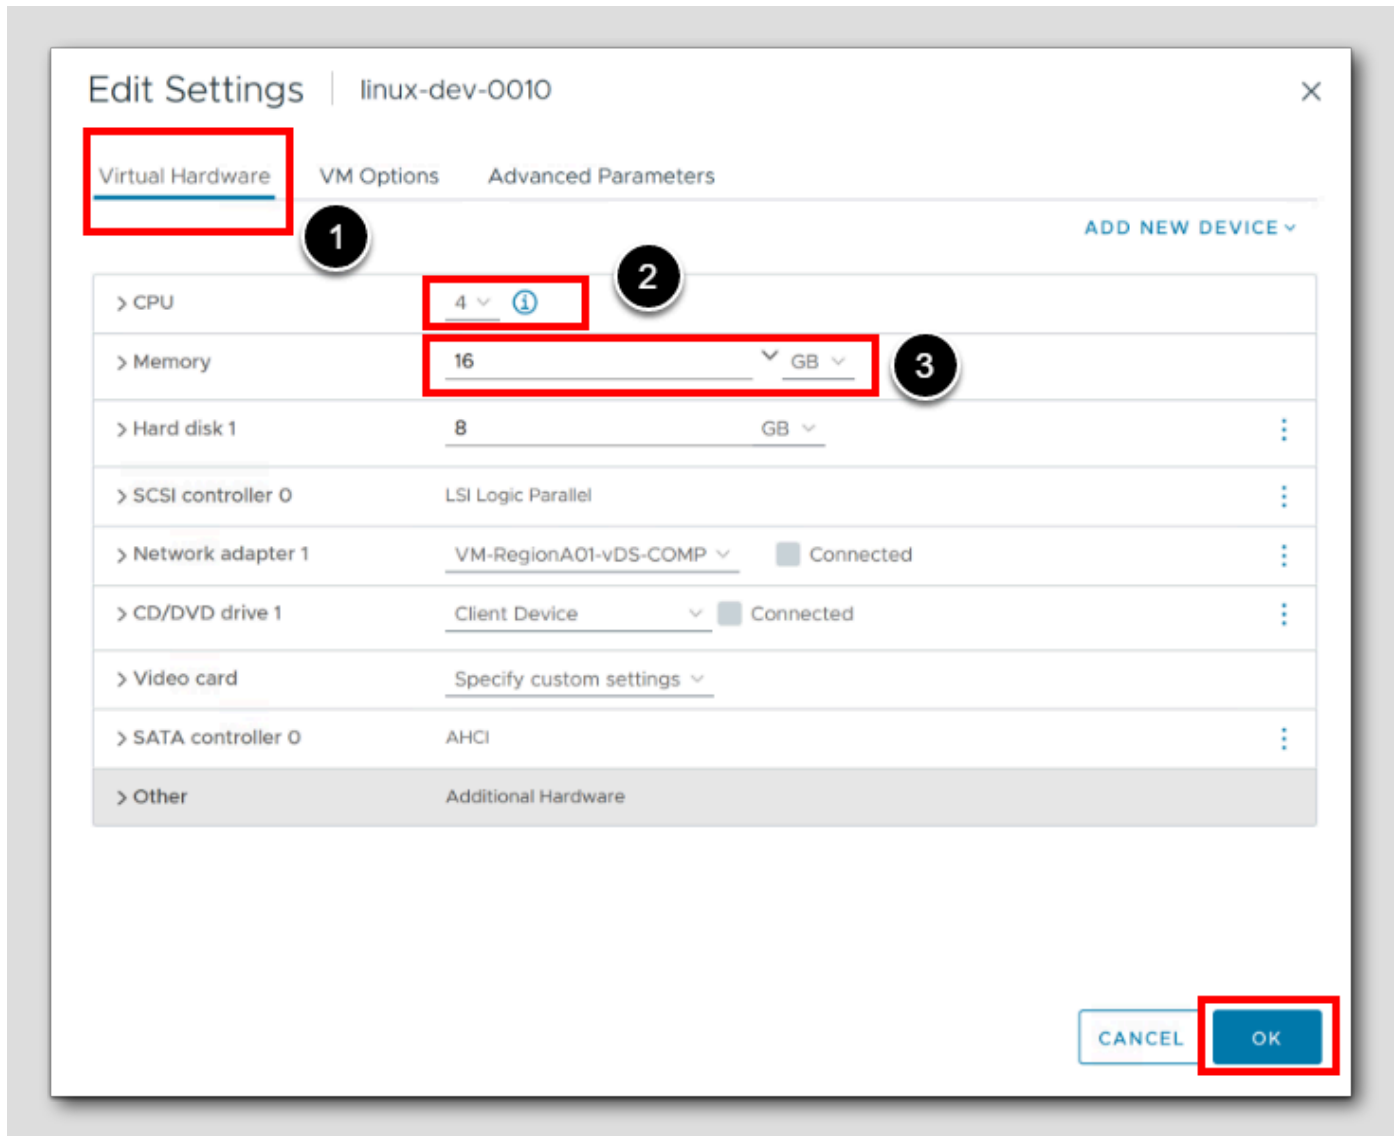 Edit Settings linux-dev-0010
Virtual Hardware VM Options Advanced Parameters
1
ADD NEW DEVICE
2
CPU 4
3
Memory 16 GB
Hard disk 1 8 GB
SCSI controller 0 LSI Logic Parallel
Network adapter 1 VM-RegionA01-vDS-COMP Connected
CD/DVD drive 1 Client Device Connected
Video card Specify custom settings
SATA controller 0 AHCI
Other Additional Hardware
CANCEL OK